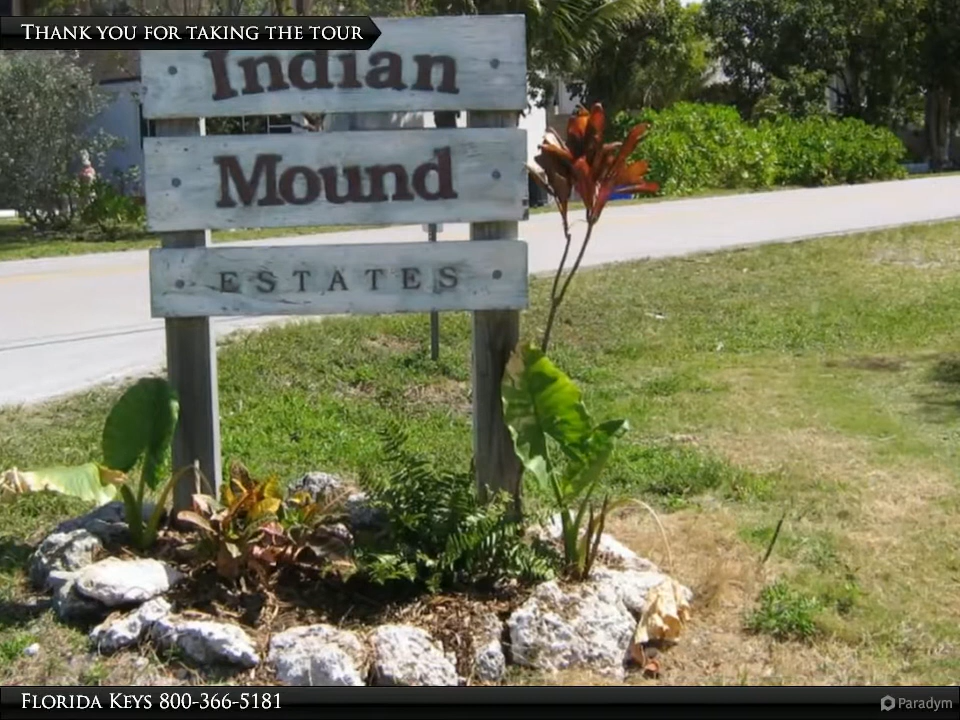 Thank you for taking the tour
Indian
Mound
ESTATES
Florida Keys 800-366-5181
Paradym